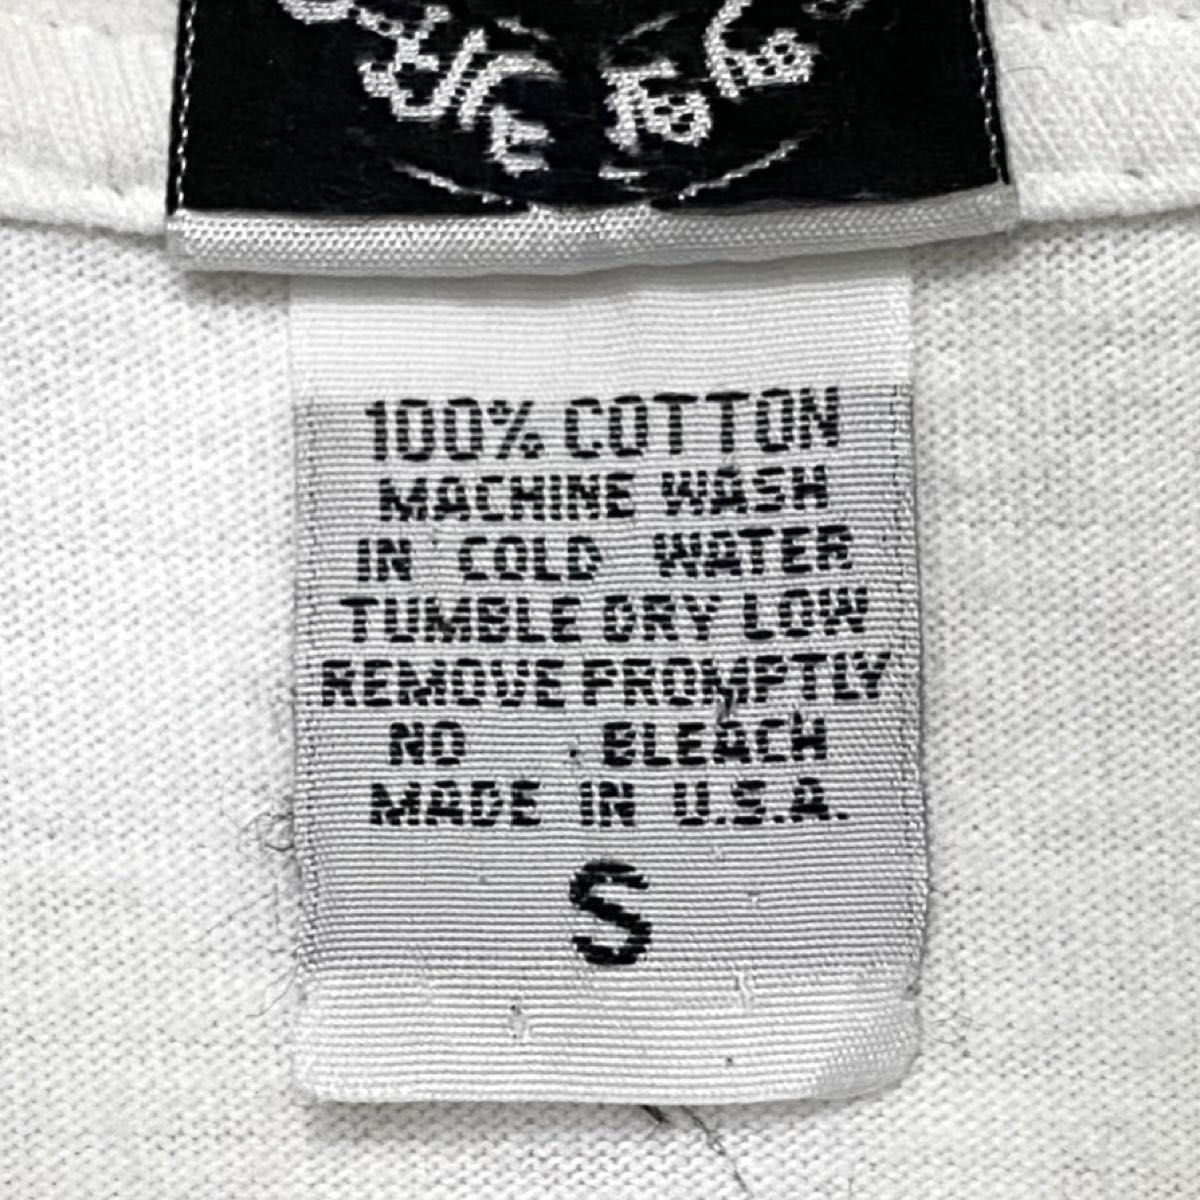 100% COTTON
MACHINE WASH
IN COLD WATER
TUMBLE DRY LOW
REMOVE PROMPTLY
NO BLEACH
MADE IN U.S.A.
S